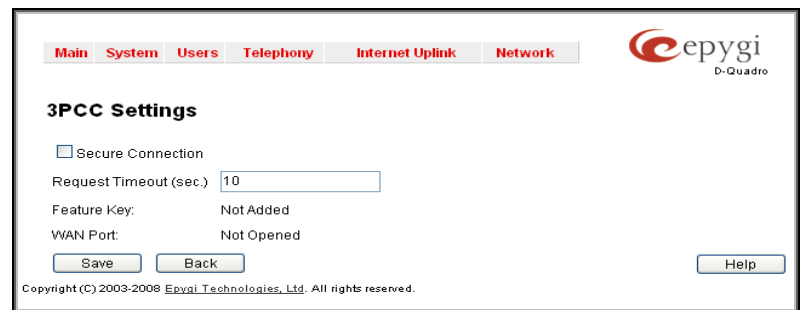 Main System Users Telephony Internet Uplink Network
epygi
D-Quadro
3PCC Settings
Secure Connection
Request Timeout (sec.) 10
Feature Key: Not Added
WAN Port: Not Opened
Save Back Help
Copyright (C) 2003-2008 Epygi Technologies, Ltd. All rights reserved.